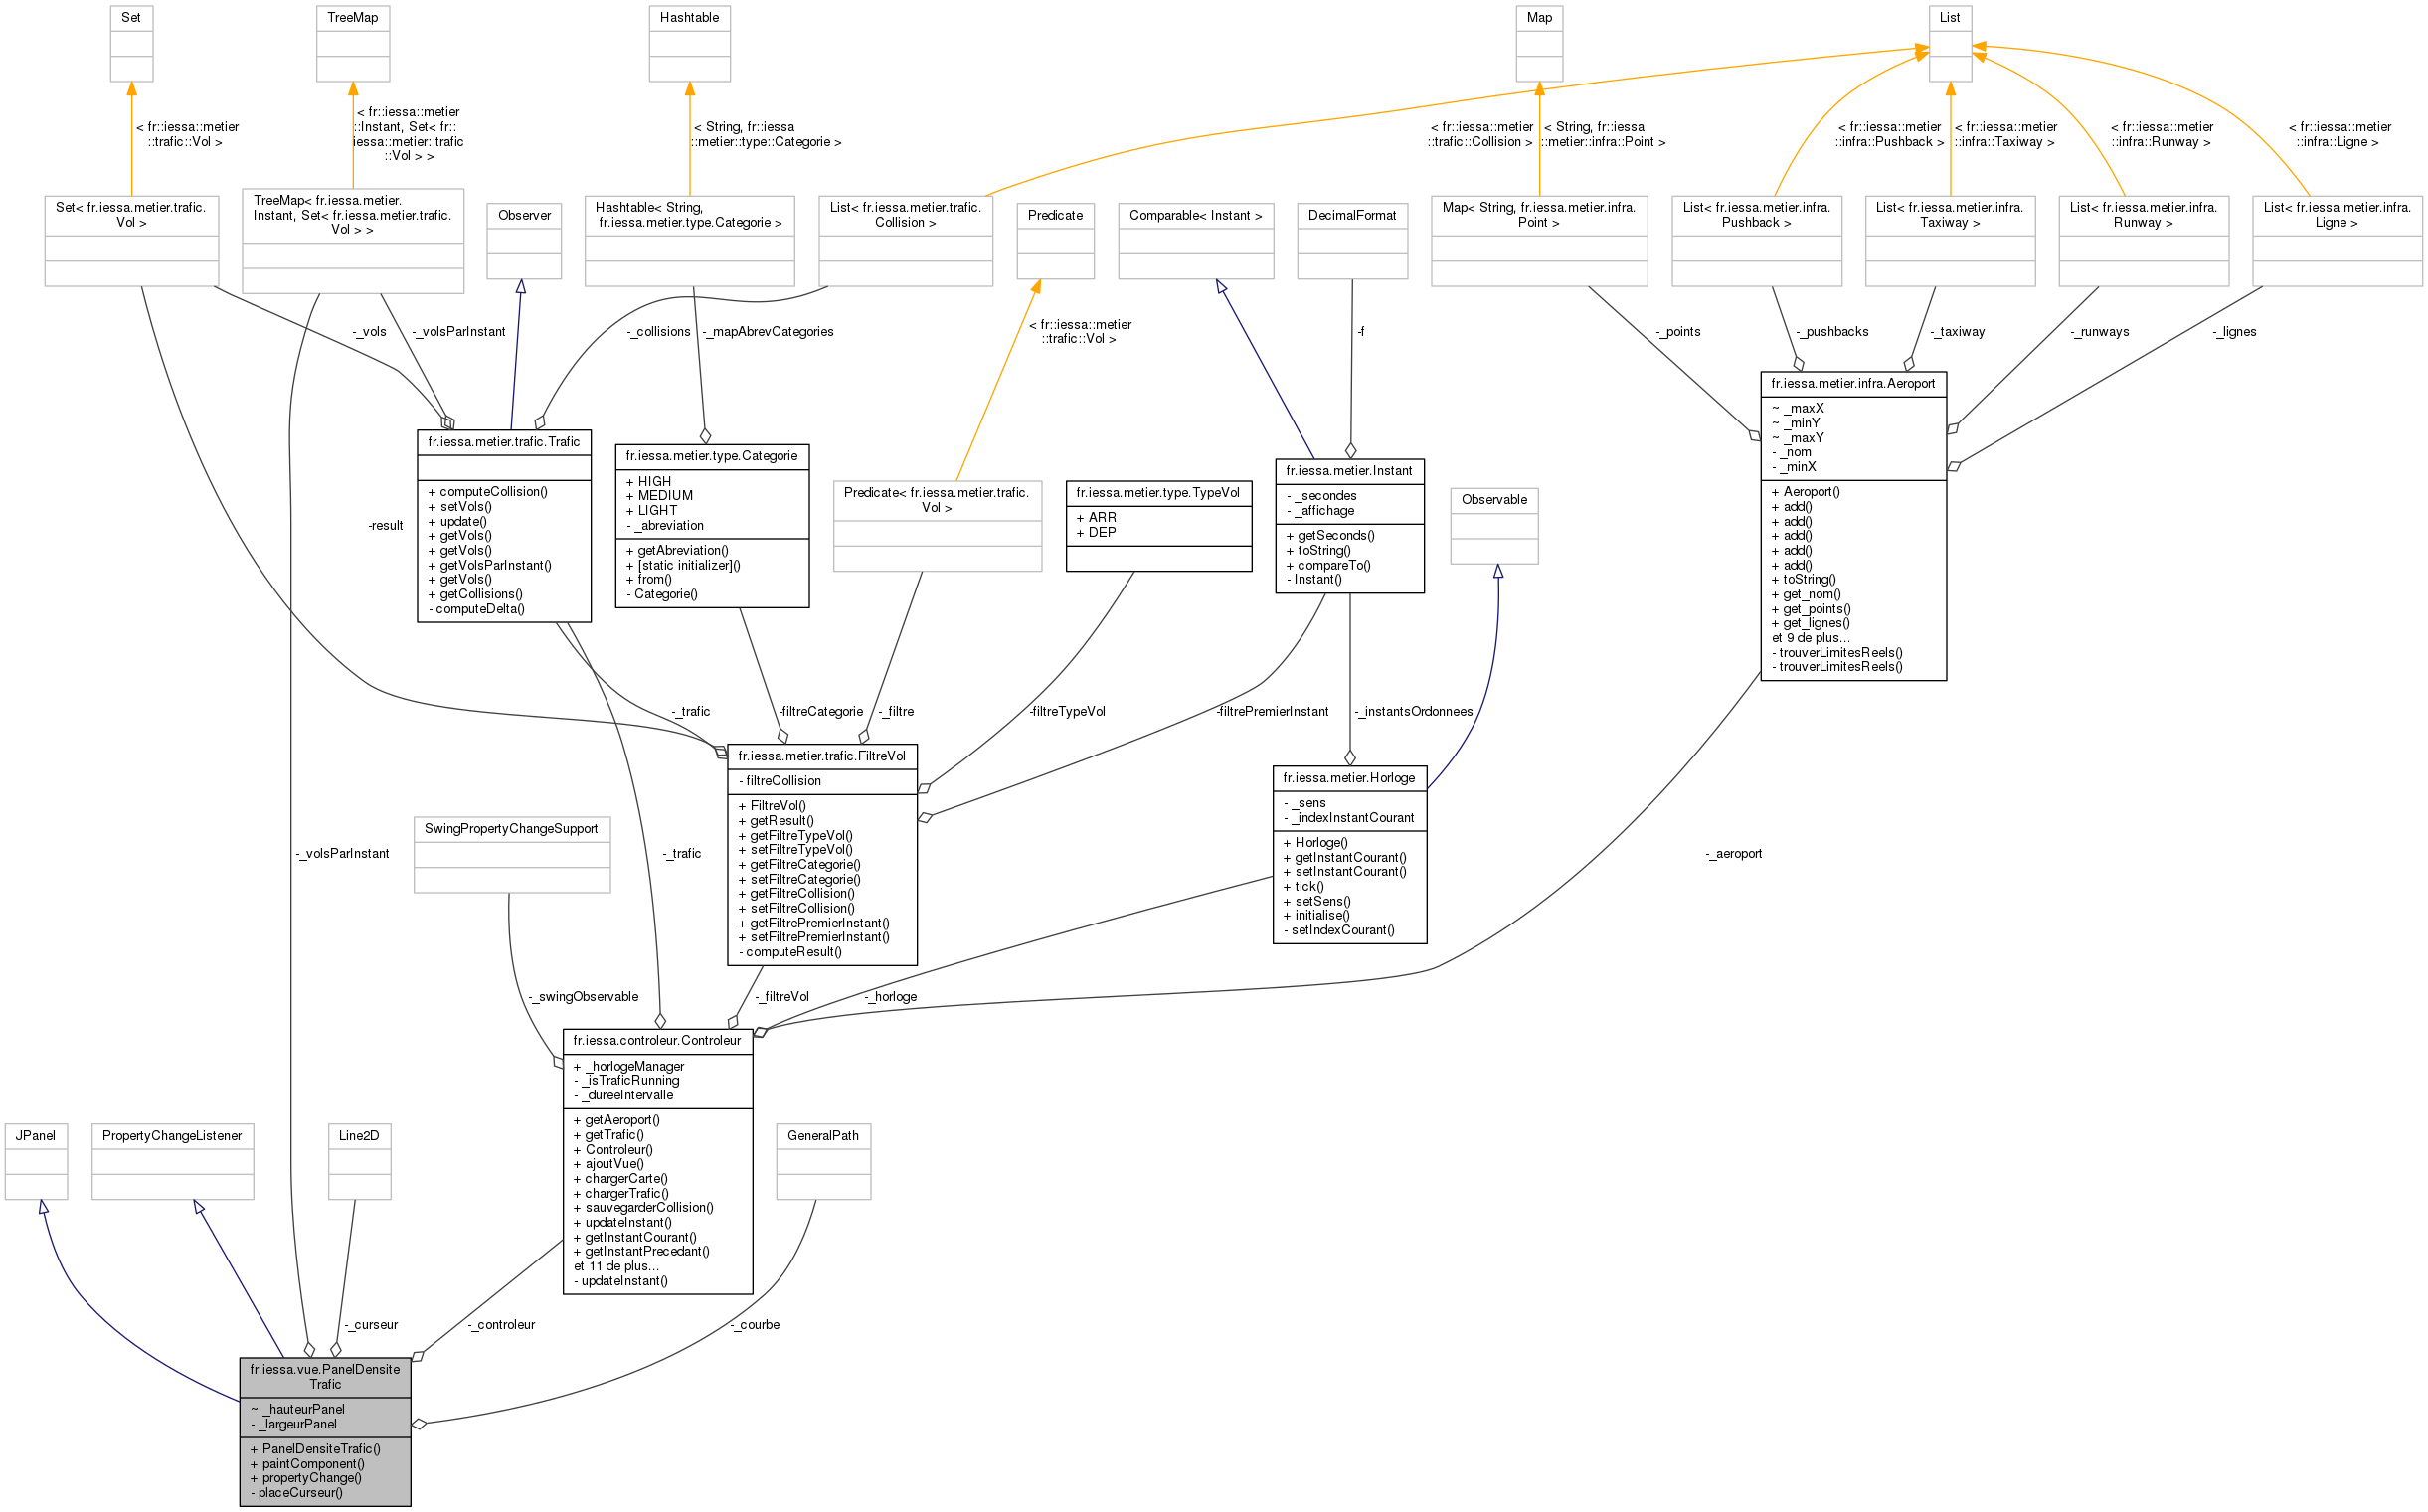 Set
TreeMap
Hashtable
Map
List
< fr::iessa::metier
::trafic::Vol >
< fr::iessa::metier
::Instant, Set< fr::
iessa::metier::trafic
::Vol > >
< String, fr::iessa
::metier::type::Categorie >
< fr::iessa::metier
::trafic::Collision >
< String, fr::iessa
::metier::infra::Point >
< fr::iessa::metier
::infra::Pushback >
< fr::iessa::metier
::infra::Taxiway >
< fr::iessa::metier
::infra::Runway >
< fr::iessa::metier
::infra::Ligne >
Set< fr.iessa.metier.trafic.
Vol >
TreeMap< fr.iessa.metier.
Instant, Set< fr.iessa.metier.trafic.
Vol > >
Observer
Hashtable< String,
fr.iessa.metier.type.Categorie >
List< fr.iessa.metier.trafic.
Collision >
Predicate
Comparable< Instant >
DecimalFormat
Map< String, fr.iessa.metier.infra.
Point >
List< fr.iessa.metier.infra.
Pushback >
List< fr.iessa.metier.infra.
Taxiway >
List< fr.iessa.metier.infra.
Runway >
List< fr.iessa.metier.infra.
Ligne >
-_vols
-_volsParInstant
-_collisions
-_mapAbrevCategories
< fr::iessa::metier
::trafic::Vol >
-f
-_points
-_pushbacks
-_taxiway
-_runways
-_lignes
-result
fr.iessa.metier.trafic.Trafic
+ computeCollision()
+ setVols()
+ update()
+ getVols()
+ getVols()
+ getVolsParInstant()
+ getVols()
+ getCollisions()
- computeDelta()
fr.iessa.metier.type.Categorie
+ HIGH
+ MEDIUM
+ LIGHT
- _abreviation
+ getAbreviation()
+ [static initializer]()
+ from()
- Categorie()
Predicate< fr.iessa.metier.trafic.
Vol >
fr.iessa.metier.type.TypeVol
+ ARR
+ DEP
fr.iessa.metier.Instant
- _secondes
- _affichage
+ getSeconds()
+ toString()
+ compareTo()
- Instant()
Observable
fr.iessa.metier.infra.Aeroport
~ _maxX
~ _minY
~ _maxY
- _nom
- _minX
+ Aeroport()
+ add()
+ add()
+ add()
+ add()
+ add()
+ toString()
+ get_nom()
+ get_points()
+ get_lignes()
et 9 de plus...
- trouverLimitesReels()
- trouverLimitesReels()
-_trafic
-filtreCategorie
-_filtre
-filtreTypeVol
-filtrePremierInstant
-_instantsOrdonnees
fr.iessa.metier.trafic.FiltreVol
- filtreCollision
+ FiltreVol()
+ getResult()
+ getFiltreTypeVol()
+ setFiltreTypeVol()
+ getFiltreCategorie()
+ setFiltreCategorie()
+ getFiltreCollision()
+ setFiltreCollision()
+ getFiltrePremierInstant()
+ setFiltrePremierInstant()
- computeResult()
fr.iessa.metier.Horloge
- _sens
- _indexInstantCourant
+ Horloge()
+ getInstantCourant()
+ setInstantCourant()
+ tick()
+ setSens()
+ initialise()
- setIndexCourant()
SwingPropertyChangeSupport
-_volsParInstant
-_trafic
-_aeroport
-_swingObservable
-_filtreVol
-_horloge
fr.iessa.controleur.Controleur
+ _horlogeManager
- _isTraficRunning
- _dureeIntervalle
+ getAeroport()
+ getTrafic()
+ Controleur()
+ ajoutVue()
+ chargerCarte()
+ chargerTrafic()
+ sauvegarderCollision()
+ updateInstant()
+ getInstantCourant()
+ getInstantPrecedant()
et 11 de plus...
- updateInstant()
JPanel
PropertyChangeListener
Line2D
GeneralPath
-_curseur
-_controleur
-_courbe
fr.iessa.vue.PanelDensite
Trafic
~ _hauteurPanel
- _largeurPanel
+ PanelDensiteTrafic()
+ paintComponent()
+ propertyChange()
- placeCurseur()